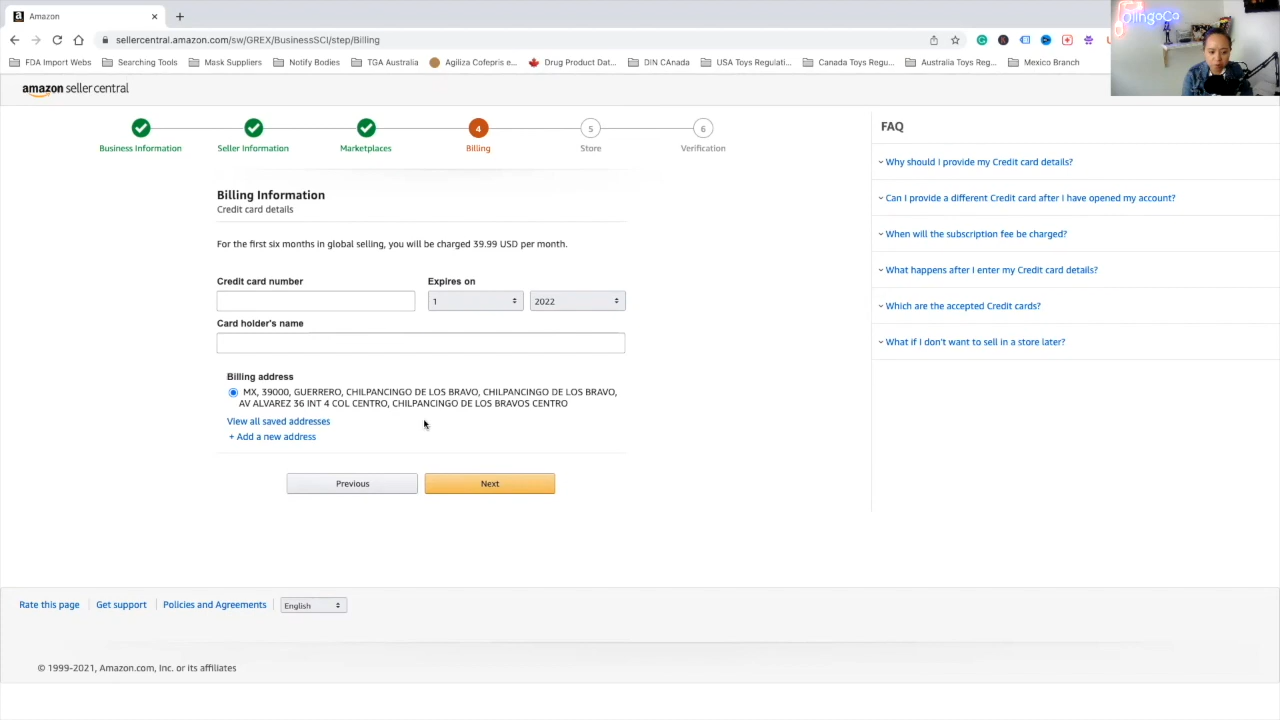 Amazon
sellercentral.amazon.com/sw/GREX/BusinessSCI/step/Billing
FDA Import Webs
Searching Tools
Mask Suppliers
Notify Bodies
TGA Australia
Agiliza Cofepris e...
Drug Product Dat...
DIN CAnada
USA Toys Regulati...
Canada Toys Regu...
Australia Toys Reg...
Mexico Branch
OlingoCo
amazon seller central
4
5
6
Business Information
Seller Information
Marketplaces
Billing
Store
Verification
Billing Information
Credit card details
For the first six months in global selling, you will be charged 39.99 USD per month.
Credit card number
Expires on
1
2022
Card holder's name
Billing address
MX, 39000, GUERRERO, CHILPANCINGO DE LOS BRAVO, CHILPANCINGO DE LOS BRAVO,
AV ALVAREZ 36 INT 4 COL CENTRO, CHILPANCINGO DE LOS BRAVOS CENTRO
View all saved addresses
+ Add a new address
Previous
Next
FAQ
Why should I provide my Credit card details?
Can I provide a different Credit card after I have opened my account?
When will the subscription fee be charged?
What happens after I enter my Credit card details?
Which are the accepted Credit cards?
What if I don't want to sell in a store later?
Rate this page
Get support
Policies and Agreements
English
© 1999-2021, Amazon.com, Inc. or its affiliates